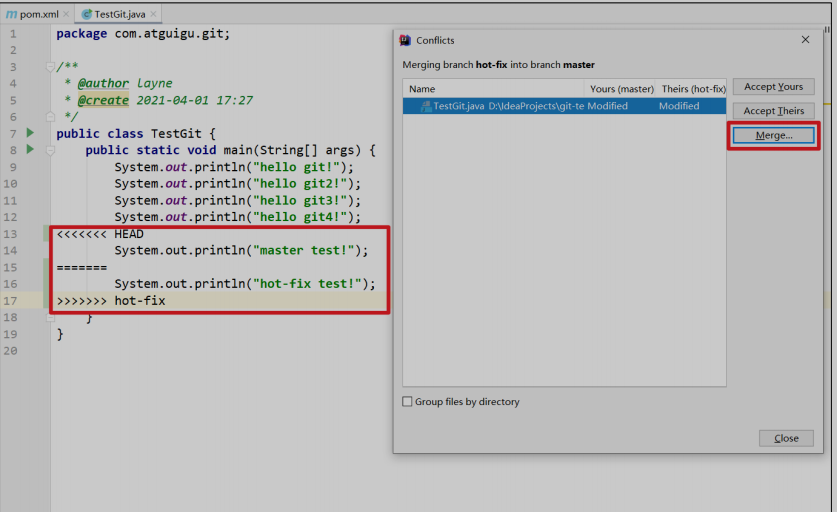 pom.xml TestGit.java
1 package com.atguigu.git;
2
3 /**
4 * @author Layne
5 * @create 2021-04-01 17:27
6 */
7 public class TestGit {
8 public static void main(String[] args) {
9 System.out.println("hello git!");
10 System.out.println("hello git2!");
11 System.out.println("hello git3!");
12 System.out.println("hello git4!");
13 <<<<<<< HEAD
14 System.out.println("master test!");
15 =======
16 System.out.println("hot-fix test!");
17 >>>>>>> hot-fix
18 }
19 }
20
Conflicts
Merging branch hot-fix into branch master
Name Yours (master) Theirs (hot-fix)
TestGit.java D:\IdeaProjects\git-te Modified Modified
Accept Yours
Accept Theirs
Merge...
Group files by directory
Close